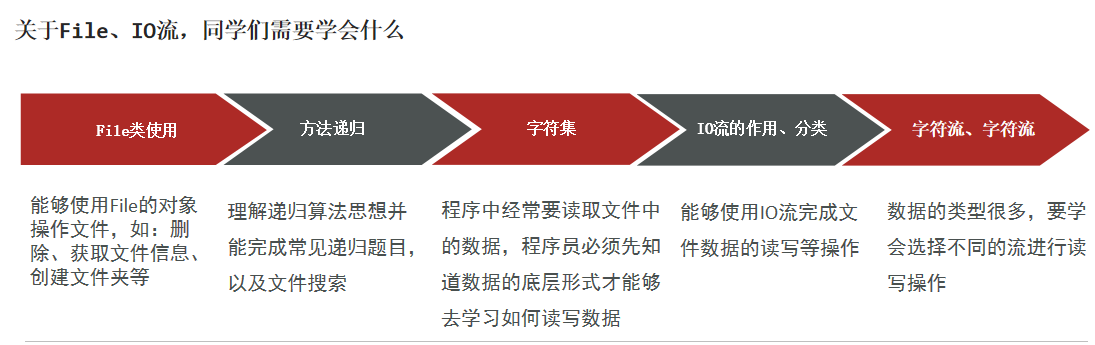 关于File、IO流，同学们需要学会什么
File类使用
方法递归
字符集
IO流的作用、分类
字符流、字符流
能够使用File的对象
操作文件，如：删
除、获取文件信息、
创建文件夹等
理解递归算法思想并
能完成常见递归题目，
以及文件搜索
程序中经常要读取文件中
的数据，程序员必须先知
道数据的底层形式才能够
去学习如何读写数据
能够使用IO流完成文
件数据的读写等操作
数据的类型很多，要学
会选择不同的流进行读
写操作